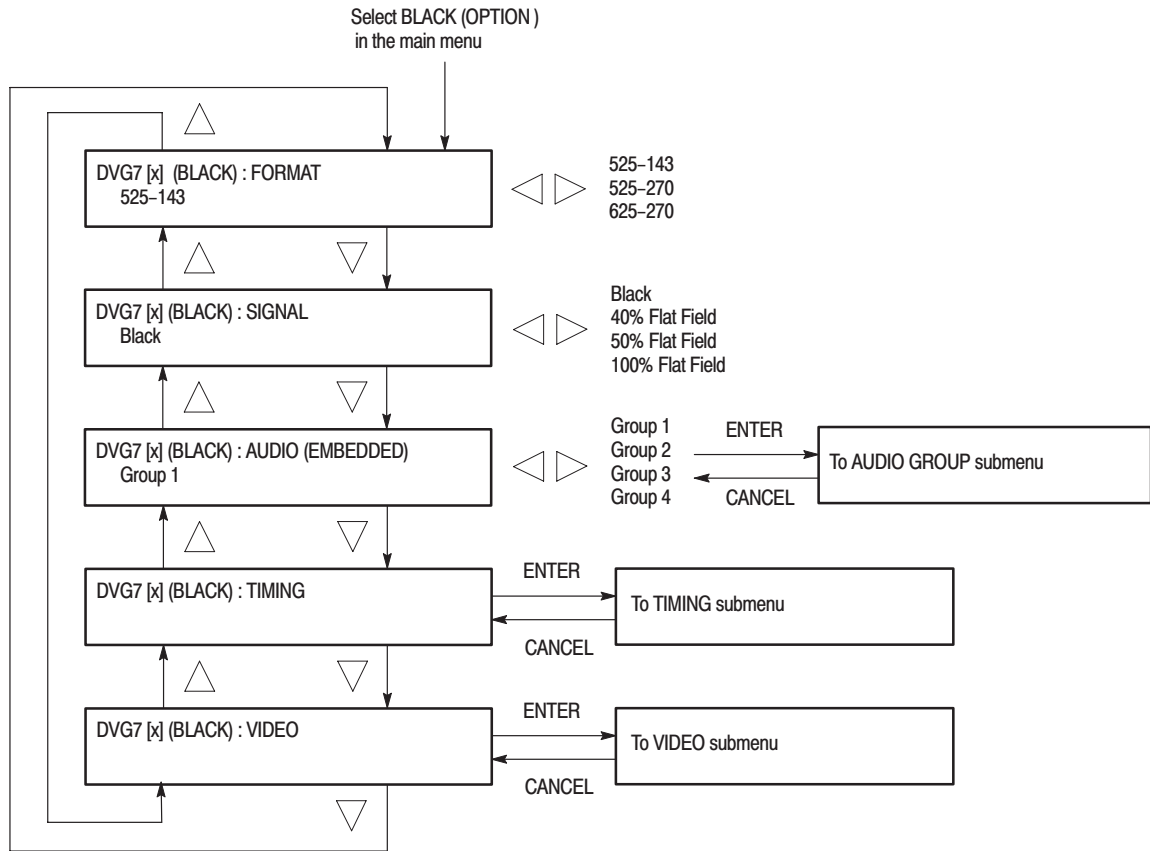 Select BLACK (OPTION )
in the main menu
DVG7 [x] (BLACK) : FORMAT
525–143
525–143
525–270
625–270
DVG7 [x] (BLACK) : SIGNAL
Black
Black
40% Flat Field
50% Flat Field
100% Flat Field
DVG7 [x] (BLACK) : AUDIO (EMBEDDED)
Group 1
Group 1
Group 2
Group 3
Group 4
ENTER
CANCEL
To AUDIO GROUP submenu
DVG7 [x] (BLACK) : TIMING
ENTER
CANCEL
To TIMING submenu
DVG7 [x] (BLACK) : VIDEO
ENTER
CANCEL
To VIDEO submenu